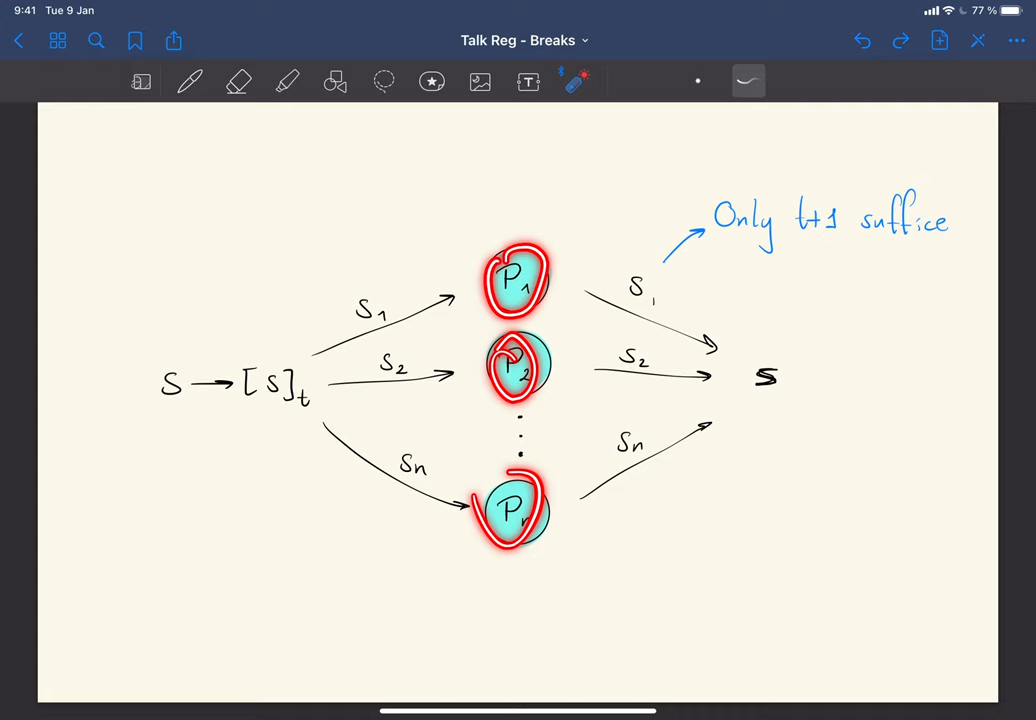 9:41 Tue 9 Jan
77 %
Talk Reg - Breaks
T
Only t+1 suffice
P1
S1
S1
P2
S2
S2
S → [s]t
S
Sn
Sn
Pn